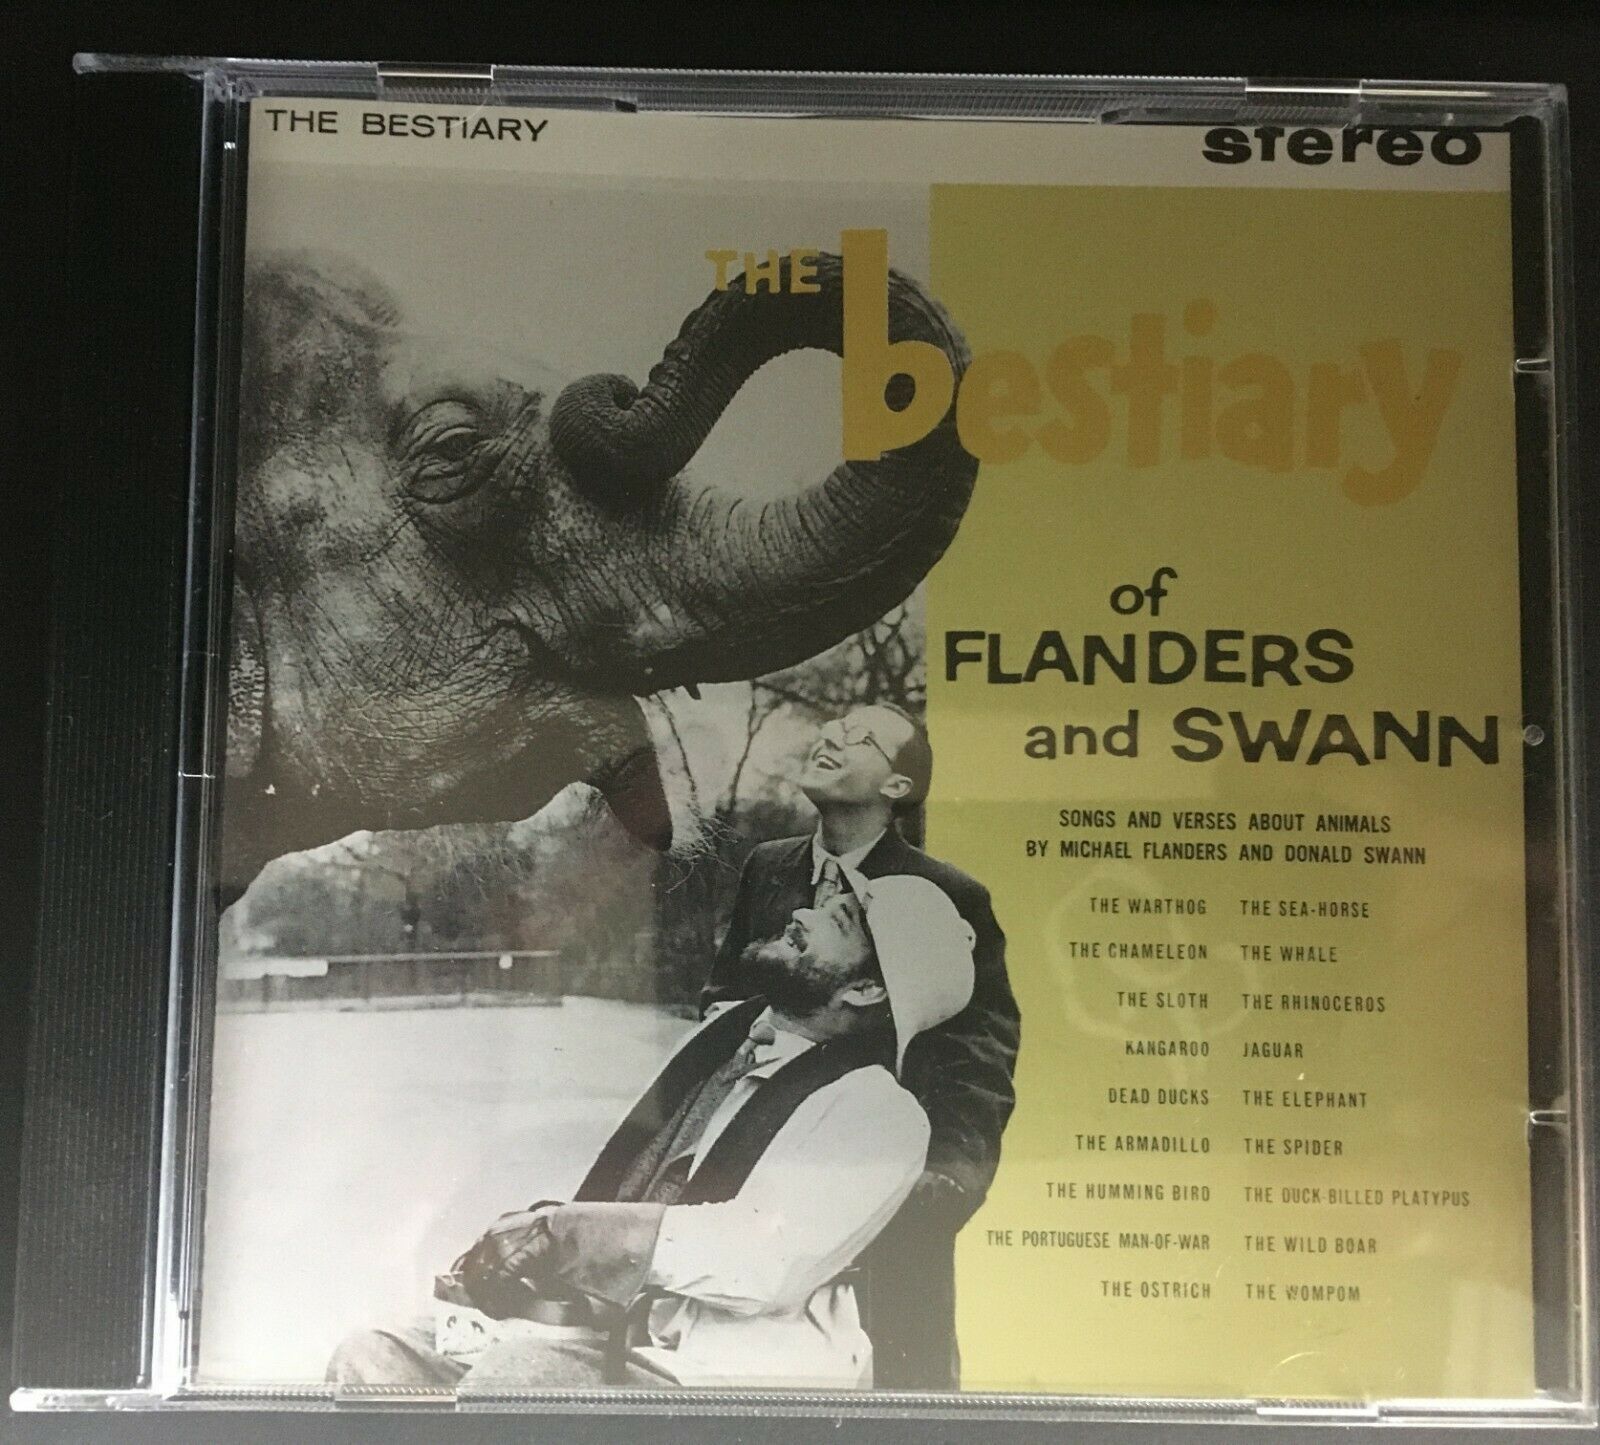 THE BESTiARY
stereo
THE bestiary
of
FLANDERS
and SWANN
SONGS AND VERSES ABOUT ANIMALS
BY MICHAEL FLANDERS AND DONALD SWANN
THE WARTHOG THE SEA-HORSE
THE CHAMELEON THE WHALE
THE SLOTH THE RHINOCEROS
KANGAROO JAGUAR
DEAD DUCKS THE ELEPHANT
THE ARMADILLO THE SPIDER
THE HUMMING BIRD THE DUCK-BILLED PLATYPUS
THE PORTUGUESE MAN-OF-WAR THE WILD BOAR
THE OSTRICH THE WOMPOM